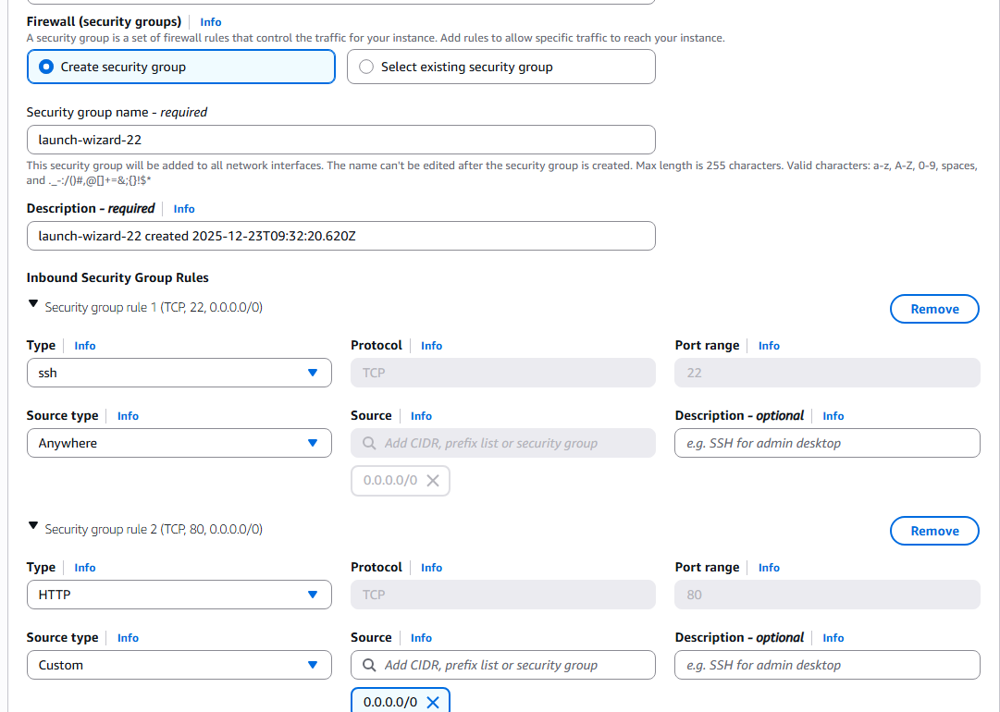 Firewall (security groups) Info
A security group is a set of firewall rules that control the traffic for your instance. Add rules to allow specific traffic to reach your instance.
Create security group Select existing security group
Security group name - required
launch-wizard-22
This security group will be added to all network interfaces. The name can't be edited after the security group is created. Max length is 255 characters. Valid characters: a-z, A-Z, 0-9, spaces,
and ._-:/()#,@[]+=&;{}!$*
Description - required Info
launch-wizard-22 created 2025-12-23T09:32:20.620Z
Inbound Security Group Rules
Security group rule 1 (TCP, 22, 0.0.0.0/0) Remove
Type Info Protocol Info Port range Info
ssh TCP 22
Source type Info Source Info Description - optional Info
Anywhere Add CIDR, prefix list or security group e.g. SSH for admin desktop
0.0.0.0/0
Security group rule 2 (TCP, 80, 0.0.0.0/0) Remove
Type Info Protocol Info Port range Info
HTTP TCP 80
Source type Info Source Info Description - optional Info
Custom Add CIDR, prefix list or security group e.g. SSH for admin desktop
0.0.0.0/0